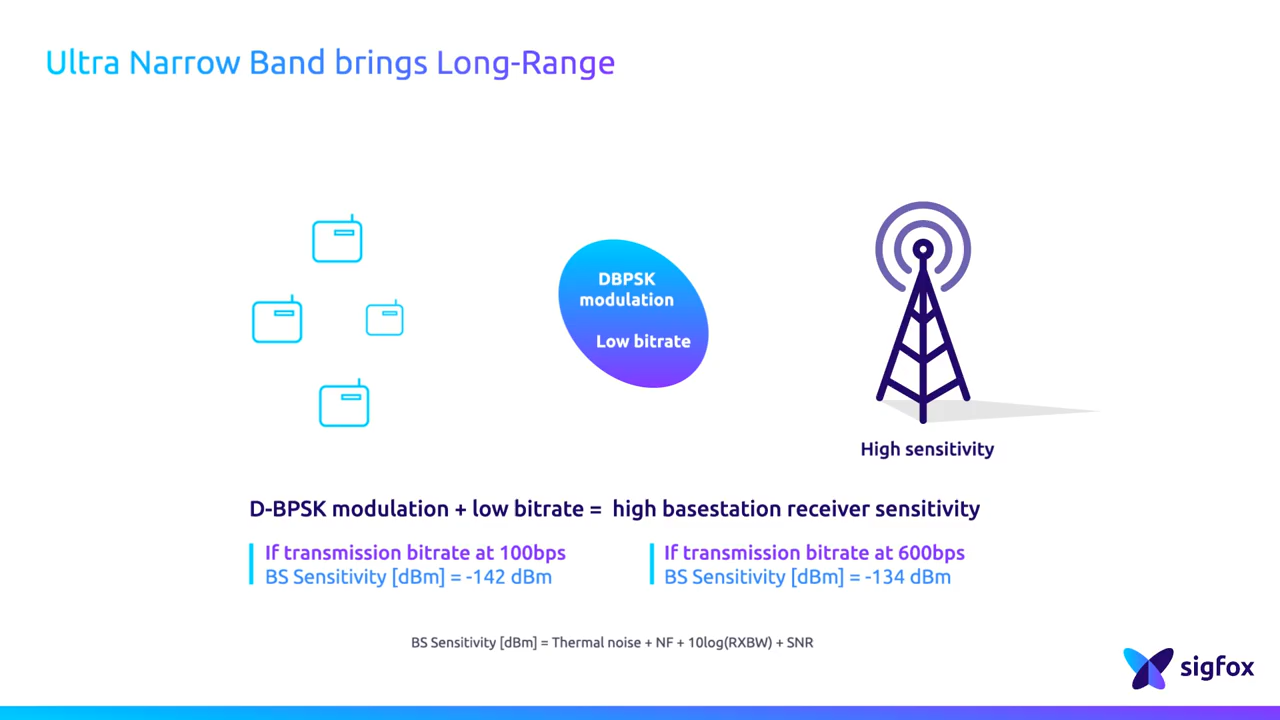 Ultra Narrow Band brings Long-Range
DBPSK
modulation
Low bitrate
High sensitivity
D-BPSK modulation + low bitrate = high basestation receiver sensitivity
If transmission bitrate at 100bps
BS Sensitivity [dBm] = -142 dBm
If transmission bitrate at 600bps
BS Sensitivity [dBm] = -134 dBm
BS Sensitivity [dBm] = Thermal noise + NF + 10log(RXBW) + SNR
sigfox